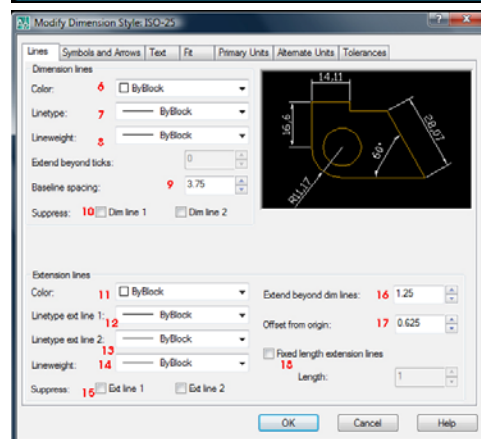 Modify Dimension Style: ISO-25
Lines Symbols and Arrows Text Fit Primary Units Alternate Units Tolerances
Dimension lines
Color: 6 ByBlock
Linetype: 7 ByBlock
Lineweight: 8 ByBlock
Extend beyond ticks: 0
Baseline spacing: 9 3.75
Suppress: 10 Dim line 1 Dim line 2
14,11
16,6
28,07
60°
R11,17
Extension lines
Color: 11 ByBlock
Linetype ext line 1: 12 ByBlock
Linetype ext line 2: 13 ByBlock
Lineweight: 14 ByBlock
Suppress: 15 Ext line 1 Ext line 2
Extend beyond dim lines: 16 1.25
Offset from origin: 17 0.625
Fixed length extension lines
18
Length: 1
OK Cancel Help